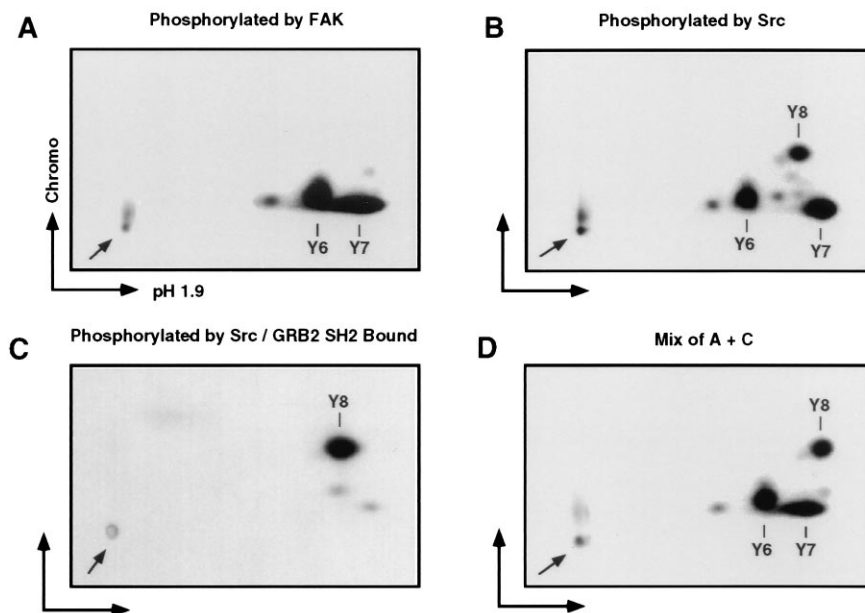 A
Phosphorylated by FAK
Chromo
Y6
Y7
pH 1.9
B
Phosphorylated by Src
Y8
Y6
Y7
C
Phosphorylated by Src / GRB2 SH2 Bound
Y8
D
Mix of A + C
Y8
Y6
Y7